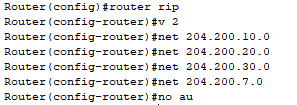 Router(config)#router rip
Router(config-router)#v 2
Router(config-router)#net 204.200.10.0
Router(config-router)#net 204.200.20.0
Router(config-router)#net 204.200.30.0
Router(config-router)#net 204.200.7.0
Router(config-router)#no au